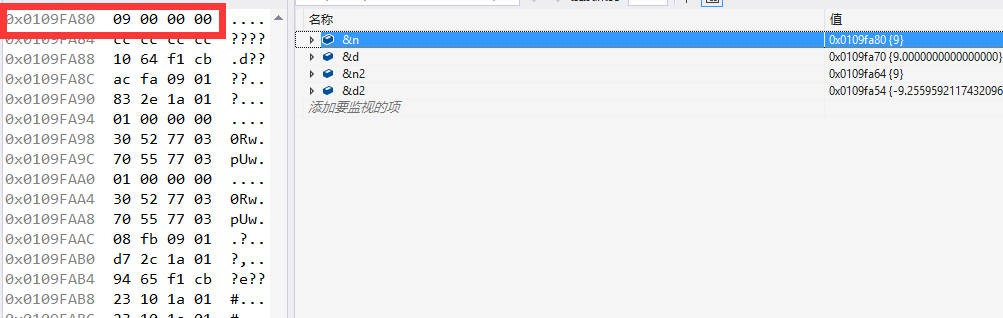 0x0109FA80 09 00 00 00 ....
0x0109FA84 cc cc cc cc ????
0x0109FA88 10 64 f1 cb .d??
0x0109FA8C ac fa 09 01 ??..
0x0109FA90 83 2e 1a 01 ?...
0x0109FA94 01 00 00 00 ....
0x0109FA98 30 52 77 03 0Rw.
0x0109FA9C 70 55 77 03 pUw.
0x0109FAA0 01 00 00 00 ....
0x0109FAA4 30 52 77 03 0Rw.
0x0109FAA8 70 55 77 03 pUw.
0x0109FAAC 08 fb 09 01 .?..
0x0109FAB0 d7 2c 1a 01 ?,..
0x0109FAB4 94 65 f1 cb ?e??
0x0109FAB8 23 10 1a 01 #...
名称 值
&n 0x0109fa80 {9}
&d 0x0109fa70 {9.0000000000000000}
&n2 0x0109fa64 {9}
&d2 0x0109fa54 {-9.2559592117432096
添加要监视的项